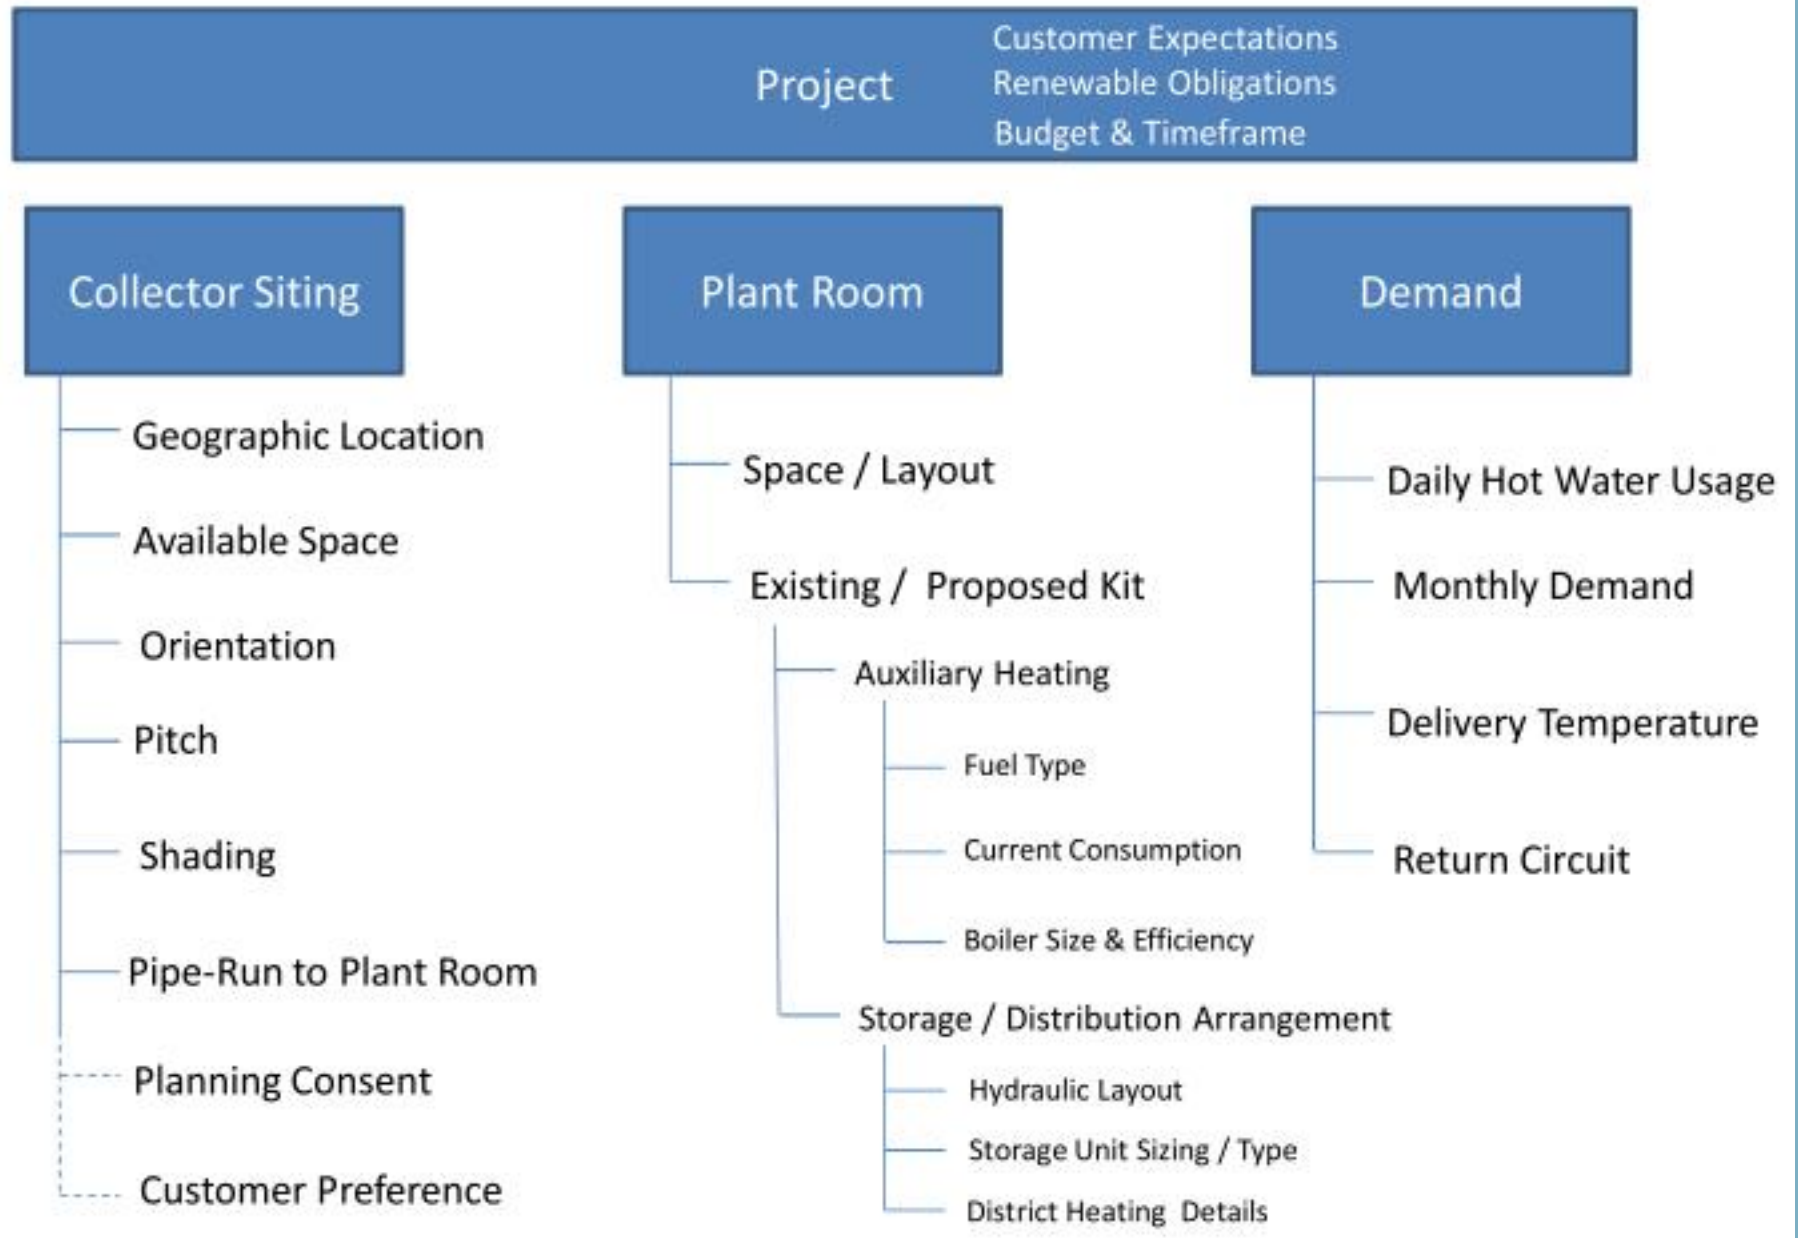 Project
Customer Expectations
Renewable Obligations
Budget & Timeframe
Collector Siting
Geographic Location
Available Space
Orientation
Pitch
Shading
Pipe-Run to Plant Room
Planning Consent
Customer Preference
Plant Room
Space / Layout
Existing / Proposed Kit
Auxiliary Heating
Fuel Type
Current Consumption
Boiler Size & Efficiency
Storage / Distribution Arrangement
Hydraulic Layout
Storage Unit Sizing / Type
District Heating Details
Demand
Daily Hot Water Usage
Monthly Demand
Delivery Temperature
Return Circuit